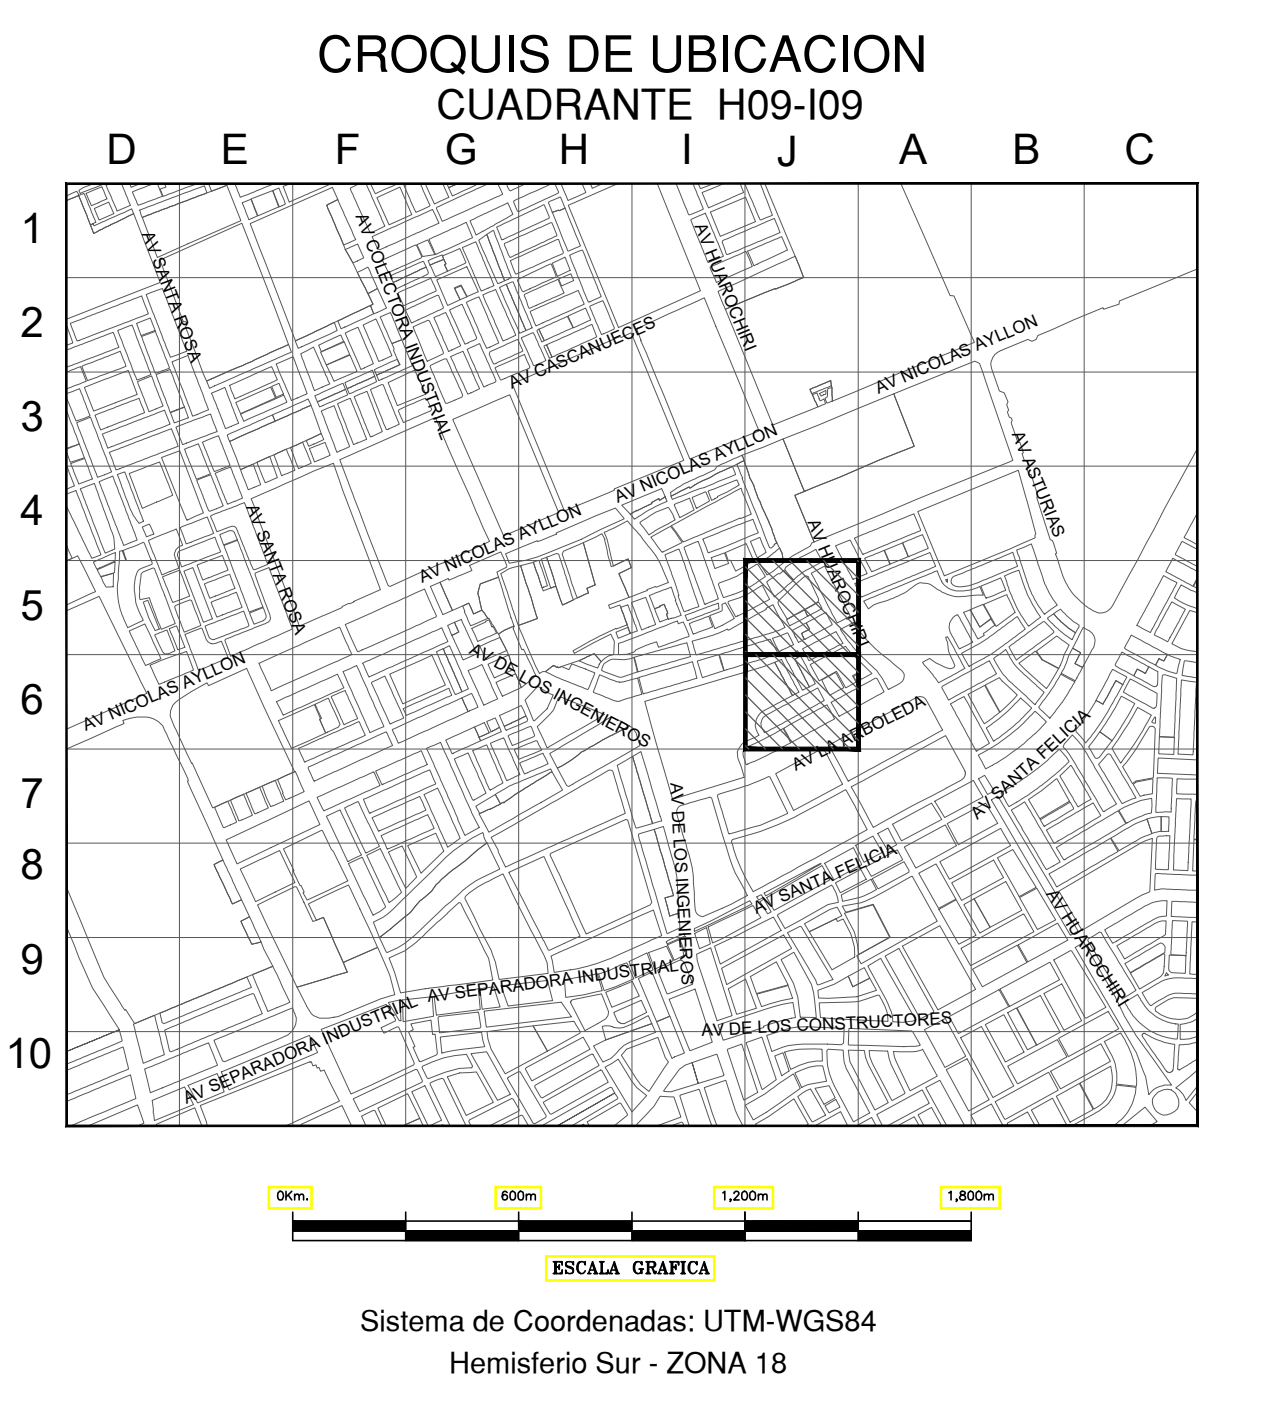 CROQUIS DE UBICACION
CUADRANTE H09-I09
D E F G H I J A B C
1
AV SANTA ROSA
AV COLECTORA INDUSTRIAL
AV HUAROCHIRI
2
AV CASCANUECES
AV NICOLAS AYLLON
3
AV NICOLAS AYLLON
AV ASTURIAS
4
AV SANTA ROSA
AV NICOLAS AYLLON
AV HUAROCHIRI
5
AV NICOLAS AYLLON
AV DE LOS INGENIEROS
6
AV LA ARBOLEDA
AV SANTA FELICIA
7
AV DE LOS INGENIEROS
8
AV SANTA FELICIA
AV HUAROCHIRI
9
AV SEPARADORA INDUSTRIAL
AV SEPARADORA INDUSTRIAL
AV DE LOS CONSTRUCTORES
10
0Km. 600m 1,200m 1,800m
ESCALA GRAFICA
Sistema de Coordenadas: UTM-WGS84
Hemisferio Sur - ZONA 18